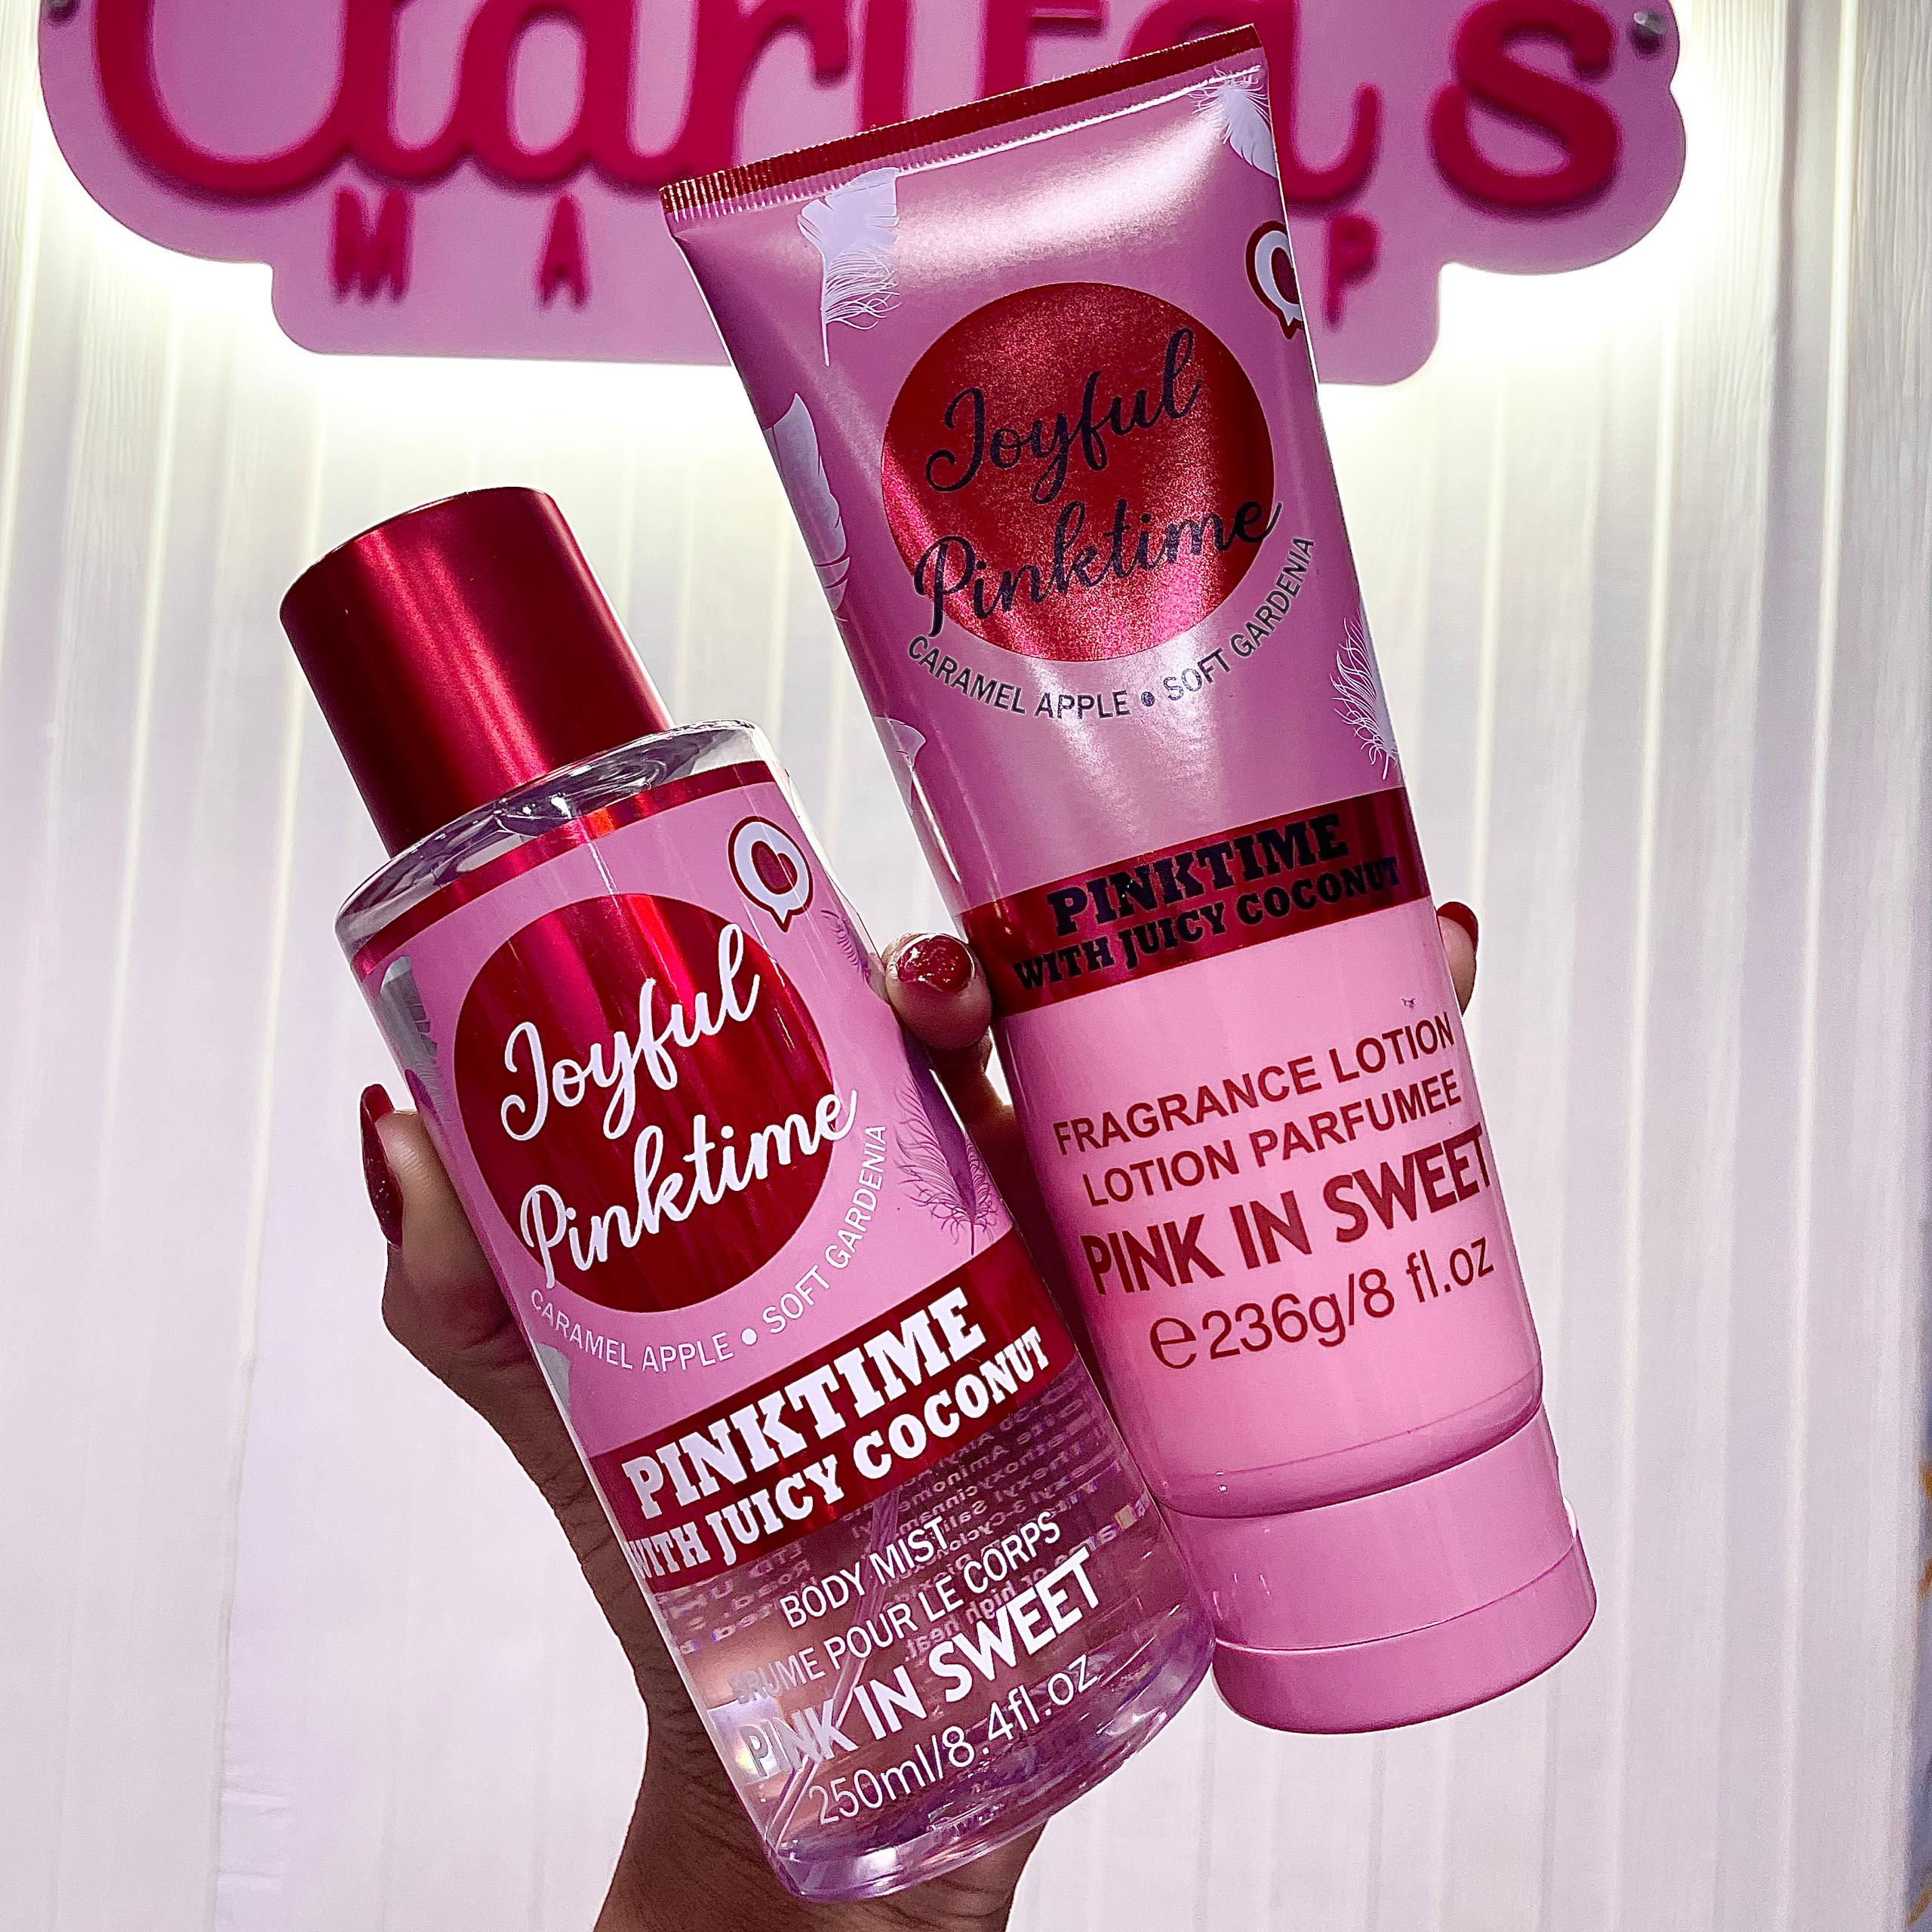 Clarita's
Joyful
Pinktime
CARAMEL APPLE • SOFT GARDENIA
PINKTIME
WITH JUICY COCONUT
FRAGRANCE LOTION
LOTION PARFUMEE
PINK IN SWEET
e236g/8 fl.oz
Joyful
Pinktime
CARAMEL APPLE • SOFT GARDENIA
PINKTIME
WITH JUICY COCONUT
BODY MIST
BRUME POUR LE CORPS
PINK IN SWEET
250ml/8.4fl.oz